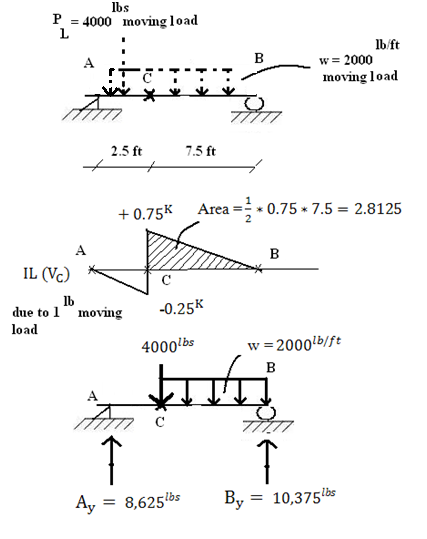 lbs
P = 4000 moving load
L
lb/ft
A
B
w = 2000
moving load
C
2.5 ft 7.5 ft
+ 0.75K Area = 1/2 * 0.75 * 7.5 = 2.8125
A
B
IL (VC)
C
due to 1 lb moving
load
-0.25K
4000lbs w = 2000lb/ft
B
A
C
Ay = 8,625lbs By = 10,375lbs